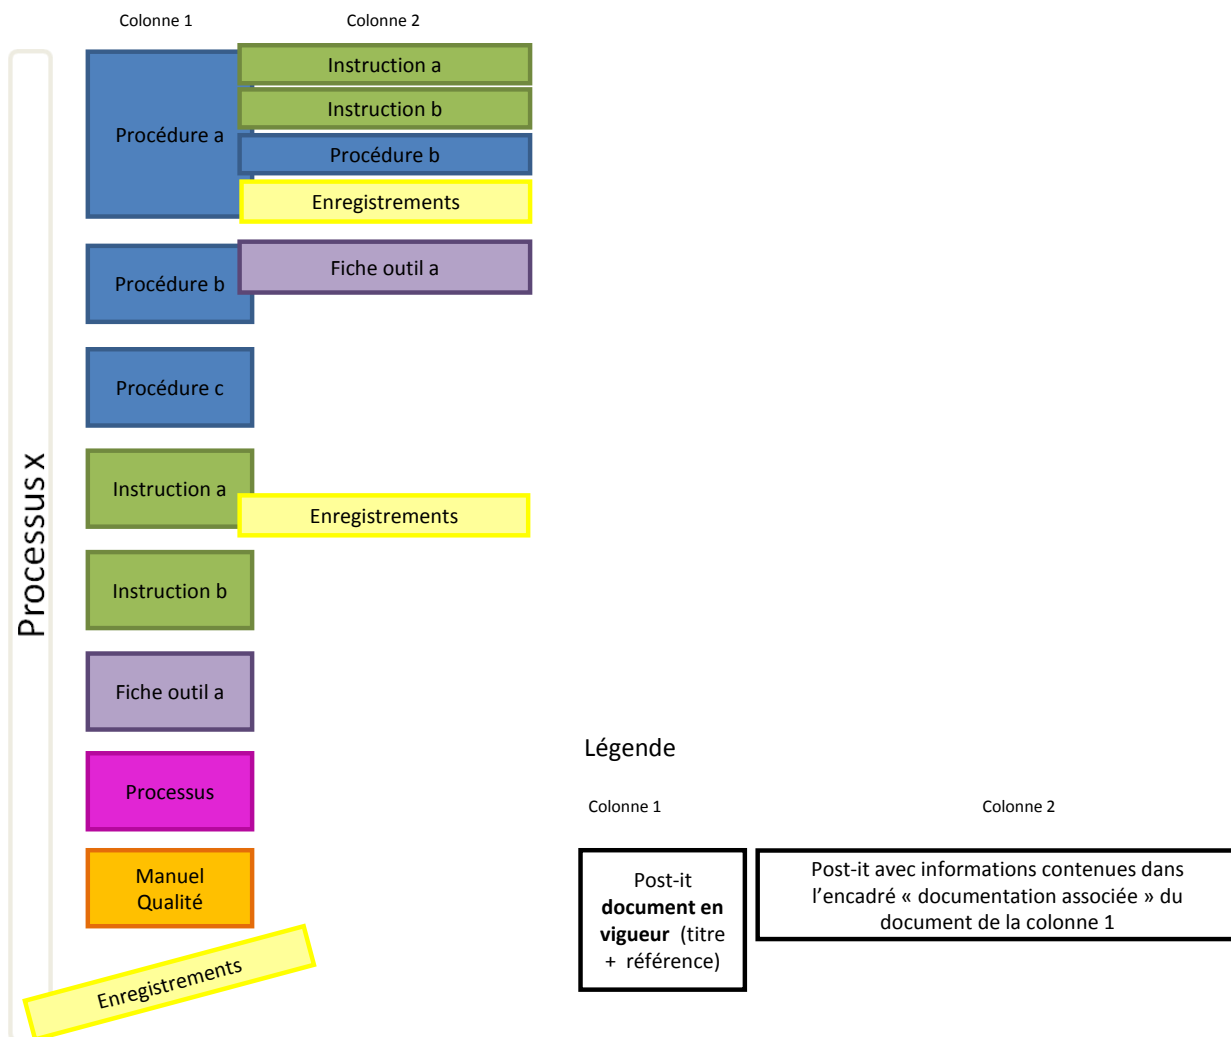 Colonne 1
Colonne 2
Processus x
Procédure a
Instruction a
Instruction b
Procédure b
Enregistrements
Procédure b
Fiche outil a
Procédure c
Instruction a
Enregistrements
Instruction b
Fiche outil a
Processus
Manuel
Qualité
Enregistrements
Légende
Colonne 1
Colonne 2
Post-it
document en
vigueur (titre
+ référence)
Post-it avec informations contenues dans
l’encadré « documentation associée » du
document de la colonne 1